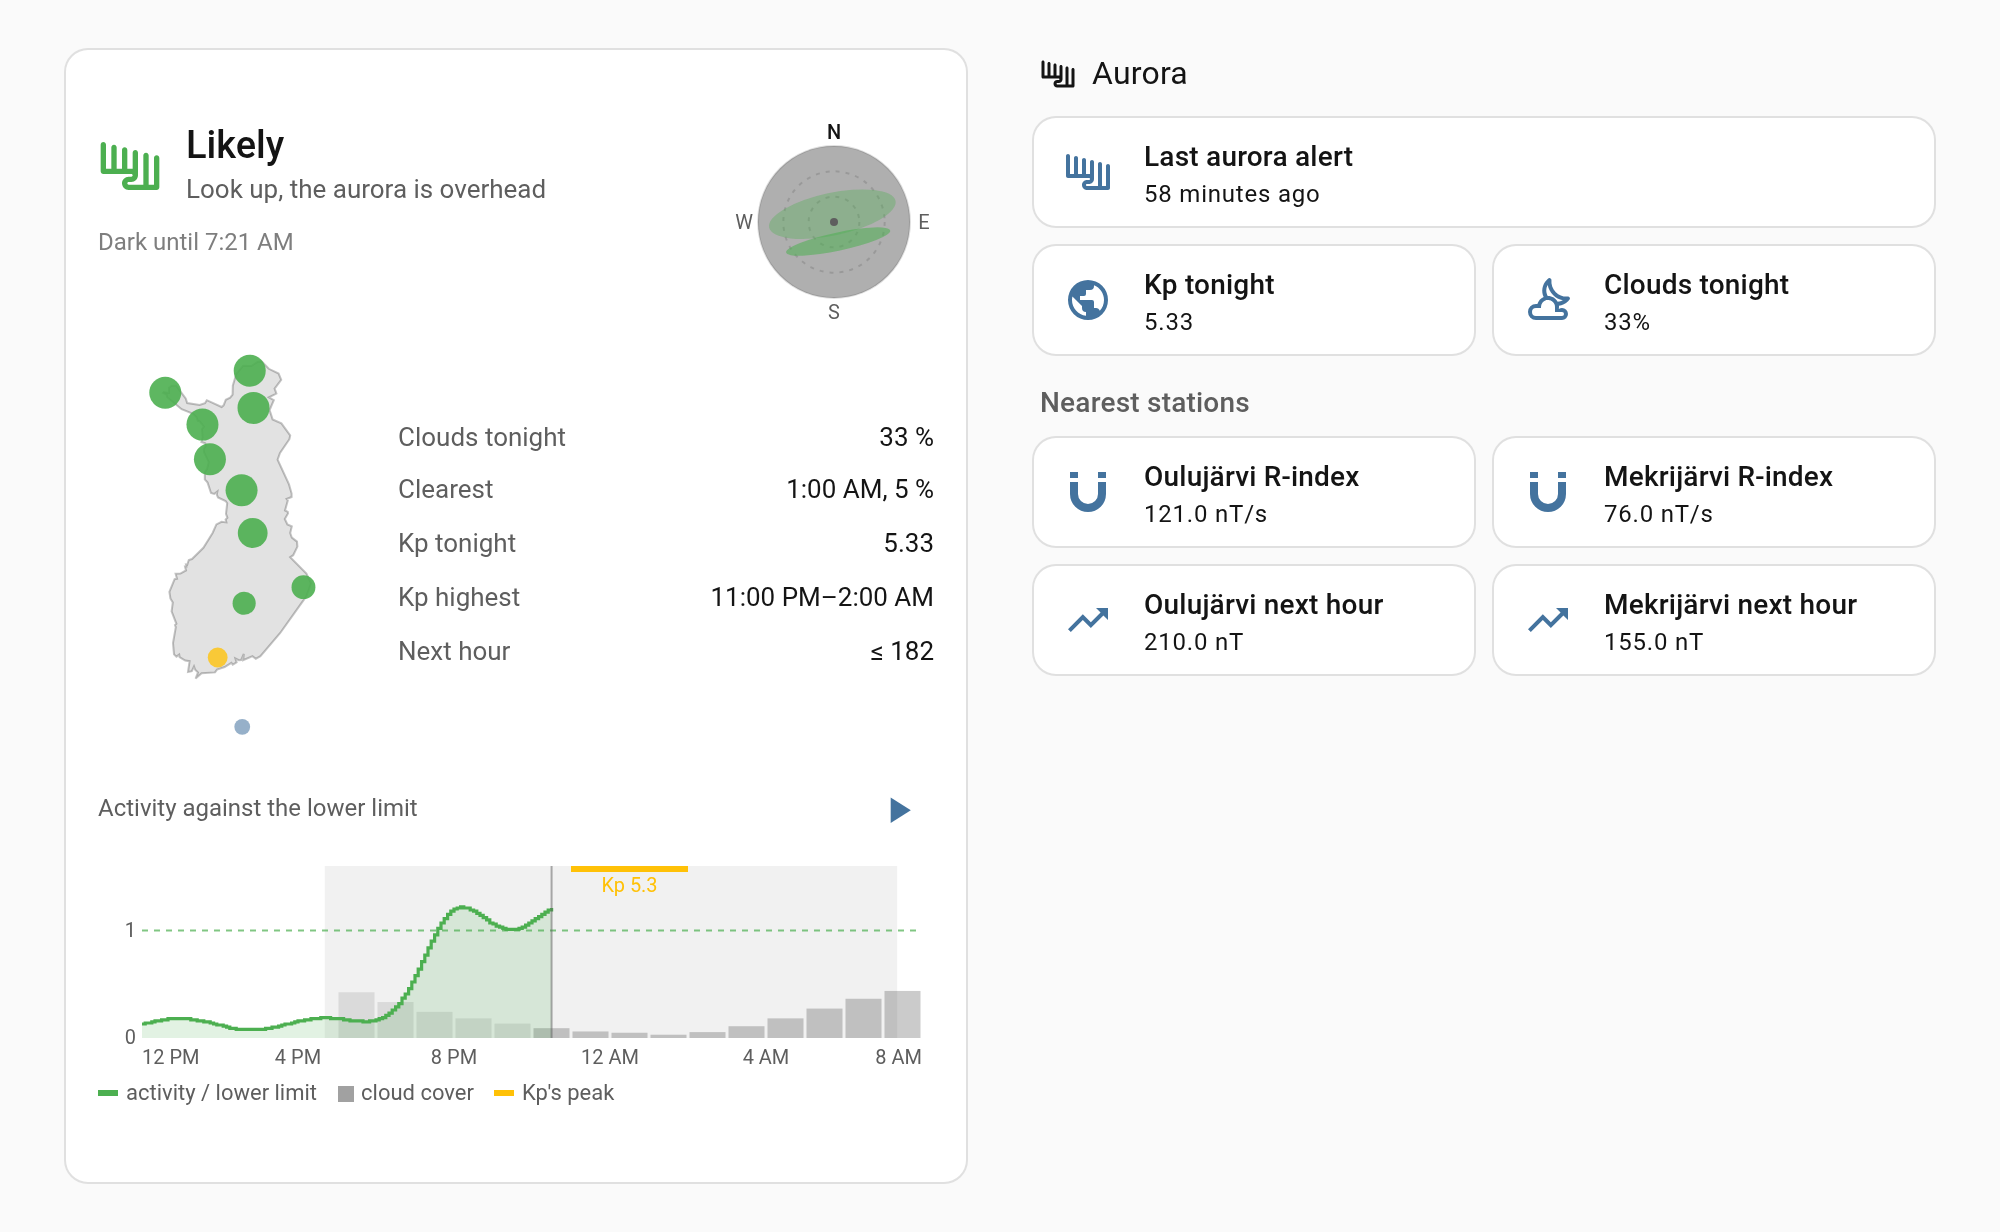 Likely
Look up, the aurora is overhead
Dark until 7:21 AM
N
W
E
S
Clouds tonight 33 %
Clearest 1:00 AM, 5 %
Kp tonight 5.33
Kp highest 11:00 PM–2:00 AM
Next hour ≤ 182
Activity against the lower limit
Kp 5.3
1
0
12 PM 4 PM 8 PM 12 AM 4 AM 8 AM
activity / lower limit cloud cover Kp's peak
Aurora
Last aurora alert
58 minutes ago
Kp tonight
5.33
Clouds tonight
33%
Nearest stations
Oulujärvi R-index
121.0 nT/s
Mekrijärvi R-index
76.0 nT/s
Oulujärvi next hour
210.0 nT
Mekrijärvi next hour
155.0 nT